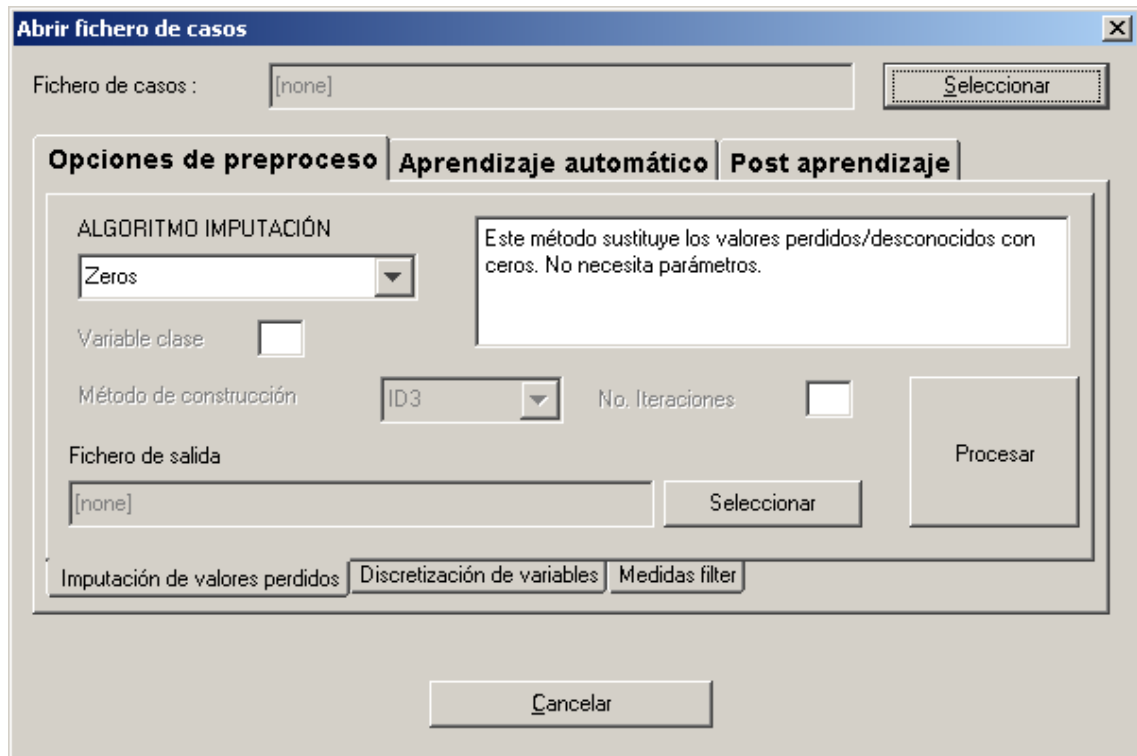 Abrir fichero de casos
Fichero de casos :
[none]
Seleccionar
Opciones de preproceso
Aprendizaje automático
Post aprendizaje
ALGORITMO IMPUTACIÓN
Zeros
Este método sustituye los valores perdidos/desconocidos con
ceros. No necesita parámetros.
Variable clase
Método de construcción
ID3
No. Iteraciones
Procesar
Fichero de salida
[none]
Seleccionar
Imputación de valores perdidos
Discretización de variables
Medidas filter
Cancelar